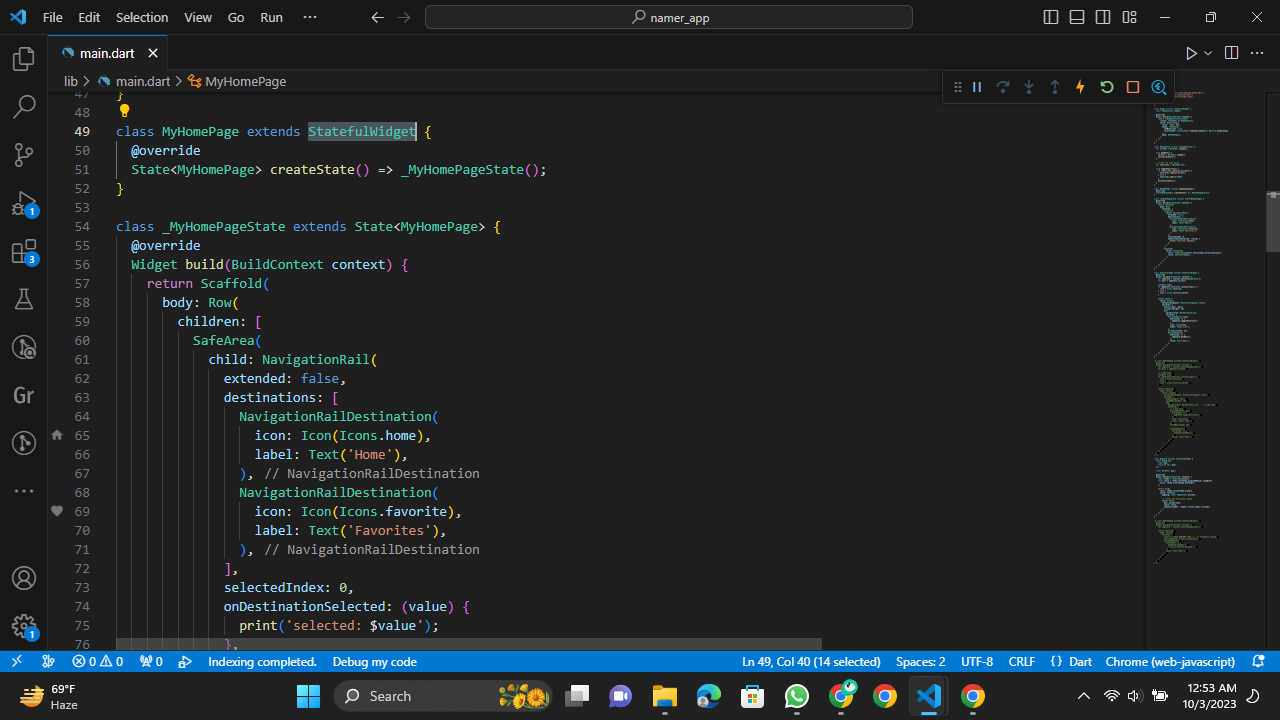 File Edit Selection View Go Run ··· namer_app
main.dart
lib > main.dart > MyHomePage
47 }
48
49 class MyHomePage extends StatefulWidget {
50 @override
51 State<MyHomePage> createState() => _MyHomePageState();
52 }
53
54 class _MyHomePageState extends State<MyHomePage> {
55 @override
56 Widget build(BuildContext context) {
57 return Scaffold(
58 body: Row(
59 children: [
60 SafeArea(
61 child: NavigationRail(
62 extended: false,
63 destinations: [
64 NavigationRailDestination(
65 icon: Icon(Icons.home),
66 label: Text('Home'),
67 ), // NavigationRailDestination
68 NavigationRailDestination(
69 icon: Icon(Icons.favorite),
70 label: Text('Favorites'),
71 ), // NavigationRailDestination
72 ],
73 selectedIndex: 0,
74 onDestinationSelected: (value) {
75 print('selected: $value');
76 },
1
3
Gr
1
0 0 0 Indexing completed. Debug my code Ln 49, Col 40 (14 selected) Spaces: 2 UTF-8 CRLF {} Dart Chrome (web-javascript)
69°F
Haze
Search
12:53 AM
10/3/2023